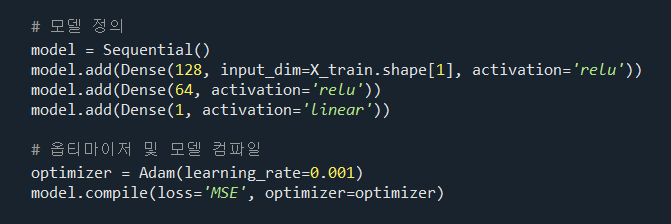 # 모델 정의
model = Sequential()
model.add(Dense(128, input_dim=X_train.shape[1], activation='relu'))
model.add(Dense(64, activation='relu'))
model.add(Dense(1, activation='linear'))
# 옵티마이저 및 모델 컴파일
optimizer = Adam(learning_rate=0.001)
model.compile(loss='MSE', optimizer=optimizer)